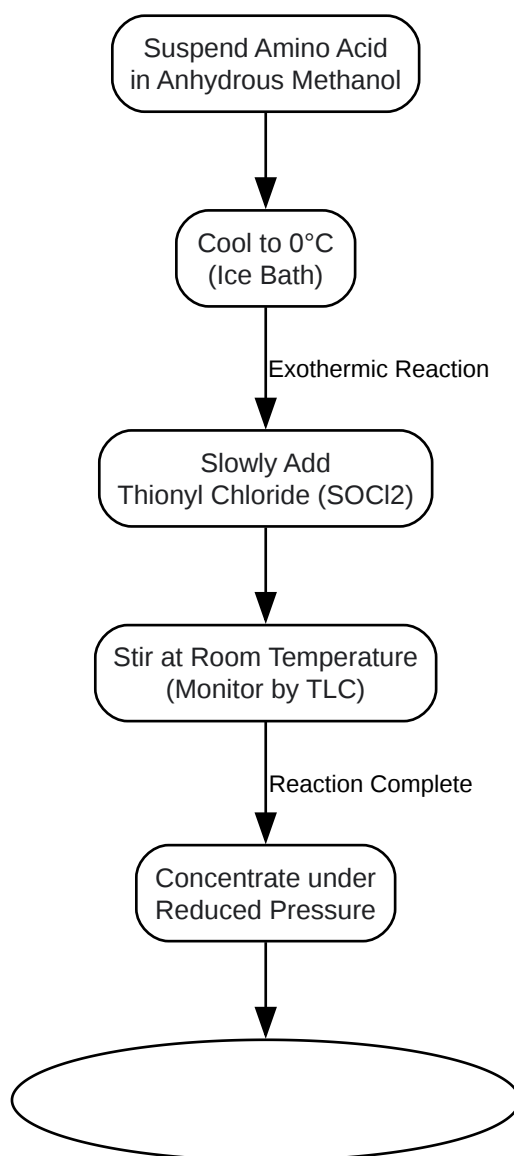 Suspend Amino Acid
in Anhydrous Methanol
Cool to 0°C
(Ice Bath)
Exothermic Reaction
Slowly Add
Thionyl Chloride (SOCl2)
Stir at Room Temperature
(Monitor by TLC)
Reaction Complete
Concentrate under
Reduced Pressure